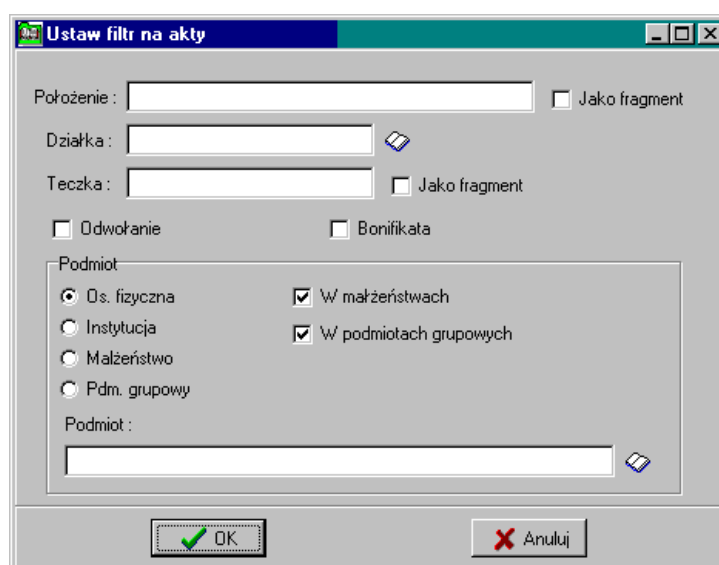 Ustaw filtr na akty
Położenie : Jako fragment
Działka :
Teczka : Jako fragment
Odwołanie Bonifikata
Podmiot
Os. fizyczna W małżeństwach
Instytucja W podmiotach grupowych
Malżeństwo
Pdm. grupowy
Podmiot :
OK Anuluj